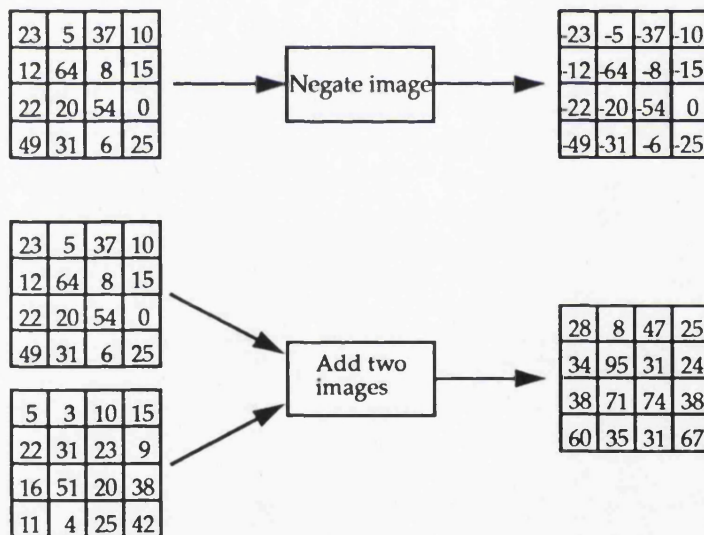 23 5 37 10
12 64 8 15
22 20 54 0
49 31 6 25
Negate image
-23 -5 -37 -10
-12 -64 -8 -15
-22 -20 -54 0
-49 -31 -6 -25
23 5 37 10
12 64 8 15
22 20 54 0
49 31 6 25
5 3 10 15
22 31 23 9
16 51 20 38
11 4 25 42
Add two
images
28 8 47 25
34 95 31 24
38 71 74 38
60 35 31 67